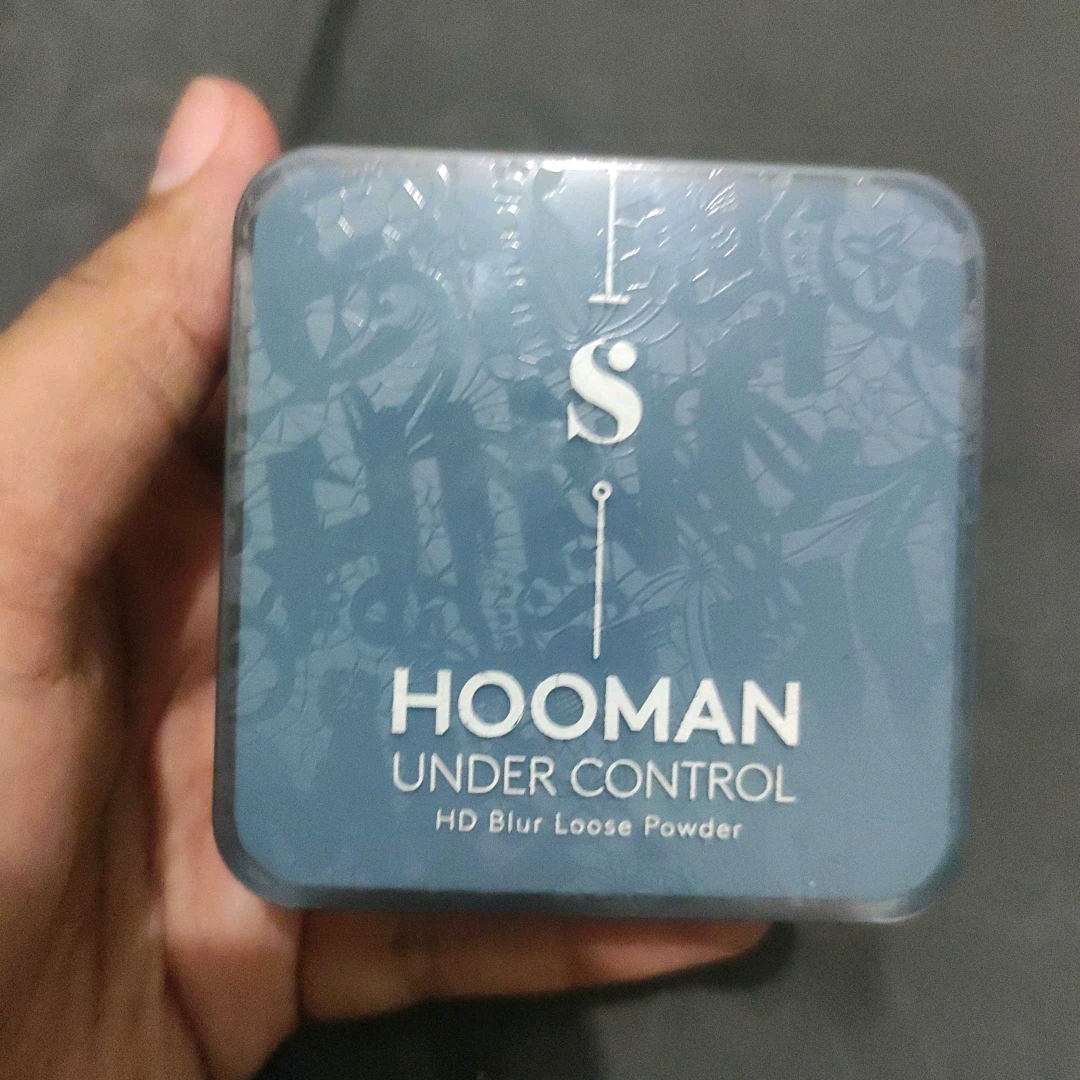 S
HOOMAN
UNDER CONTROL
HD Blur Loose Powder